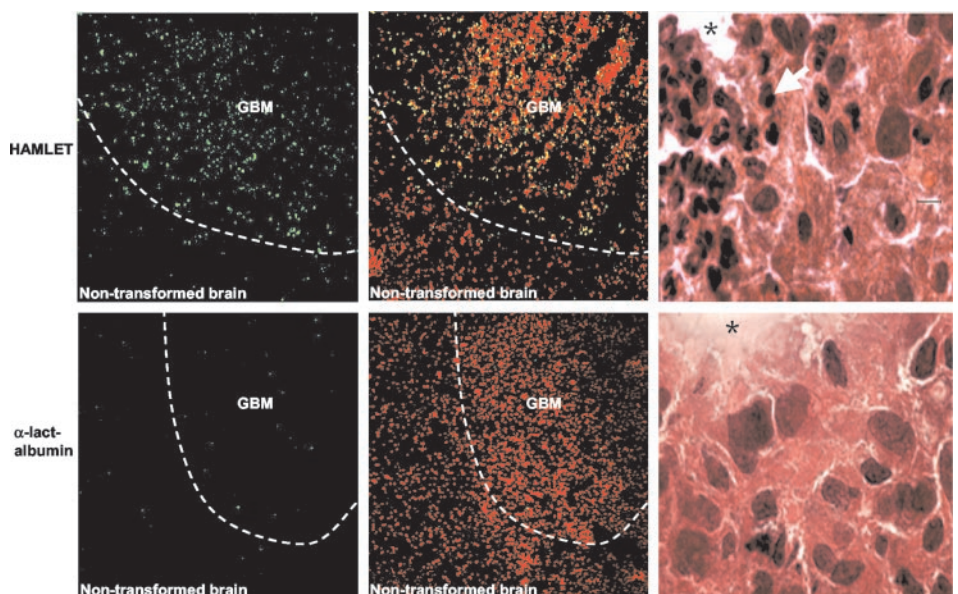 HAMLET
GBM
Non-transformed brain
GBM
Non-transformed brain
*
α-lact-
albumin
GBM
Non-transformed brain
GBM
Non-transformed brain
*